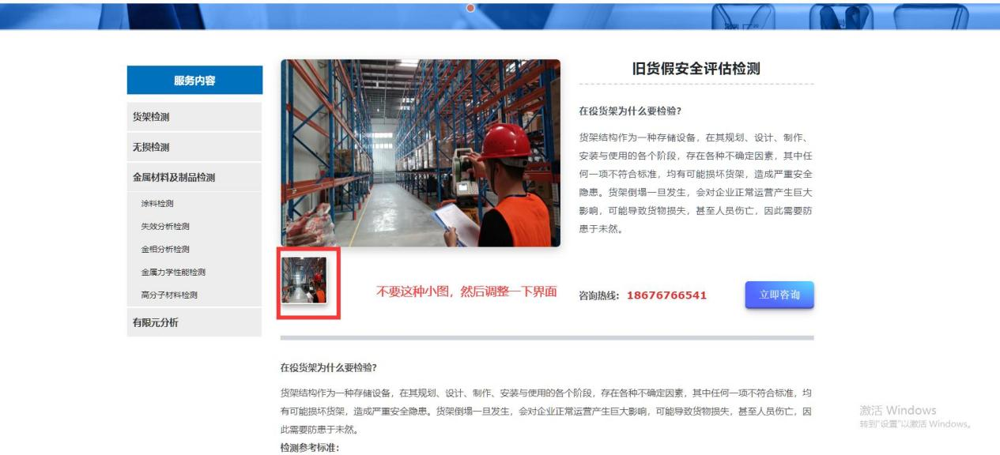 服务内容
货架检测
无损检测
金属材料及制品检测
涂料检测
失效分析检测
金相分析检测
金属力学性能检测
高分子材料检测
有限元分析
旧货假安全评估检测
在役货架为什么要检验?
货架结构作为一种存储设备，在其规划、设计、制作、
安装与使用的各个阶段，存在各种不确定因素，其中任
何一项不符合标准，均有可能损坏货架，造成严重安全
隐患。货架倒塌一旦发生，会对企业正常运营产生巨大
影响，可能导致货物损失，甚至人员伤亡，因此需要防
患于未然。
不要这种小图，然后调整一下界面
咨询热线：18676766541
立即咨询
在役货架为什么要检验?
货架结构作为一种存储设备，在其规划、设计、制作、安装与使用的各个阶段，存在各种不确定因素，其中任何一项不符合标准，均
有可能损坏货架，造成严重安全隐患。货架倒塌一旦发生，会对企业正常运营产生巨大影响，可能导致货物损失，甚至人员伤亡，因
此需要防患于未然。
检测参考标准：
激活 Windows
转到"设置"以激活 Windows。